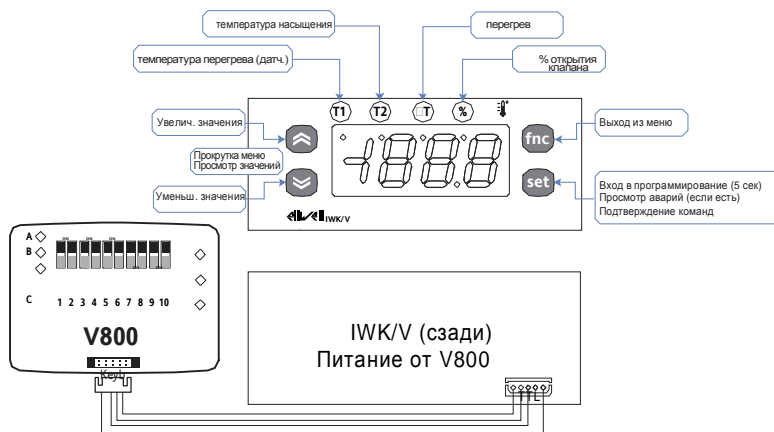 температура насыщения
перегрев
температура перегрева (датч.)
% открытия
клапана
T1 T2 □T %
Увелич. значения
Прокрутка меню
Просмотр значений
Уменьш. значения
fnc
Выход из меню
set
Вход в программирование (5 сек)
Просмотр аварий (если есть)
Подтверждение команд
eliwell IWK/V
A
B
C
ON ON ON
ON ON
1 2 3 4 5 6 7 8 9 10
V800
Keyb
IWK/V (сзади)
Питание от V800
TTL